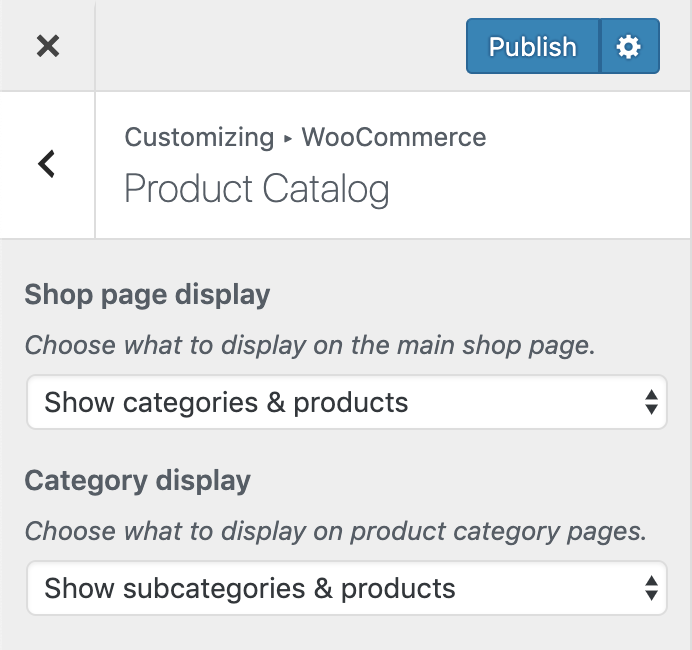 Publish
Customizing ▸ WooCommerce
Product Catalog
Shop page display
Choose what to display on the main shop page.
Show categories & products
Category display
Choose what to display on product category pages.
Show subcategories & products